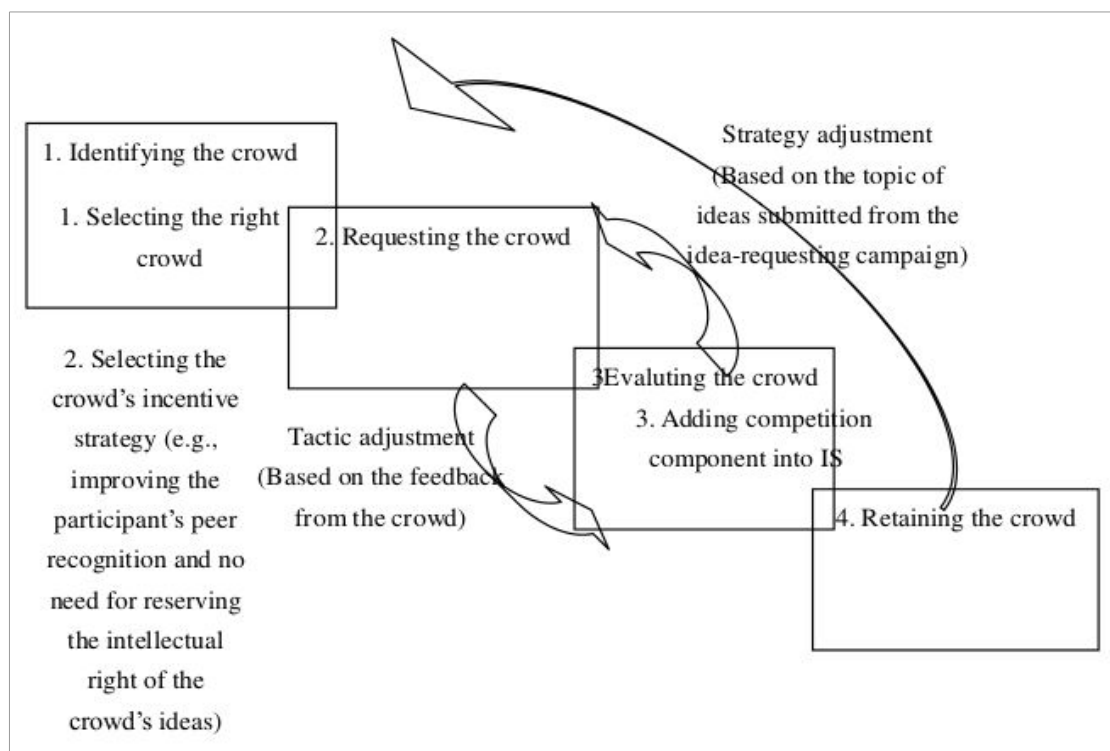 1. Identifying the crowd
1. Selecting the right
crowd
2. Selecting the
crowd’s incentive
strategy (e.g.,
improving the
participant’s peer
recognition and no
need for reserving
the intellectual
right of the
crowd’s ideas)
2. Requesting the crowd
Tactic adjustment
(Based on the feedback
from the crowd)
Strategy adjustment
(Based on the topic of
ideas submitted from the
idea-requesting campaign)
3Evaluting the crowd
3. Adding competition
component into IS
4. Retaining the crowd